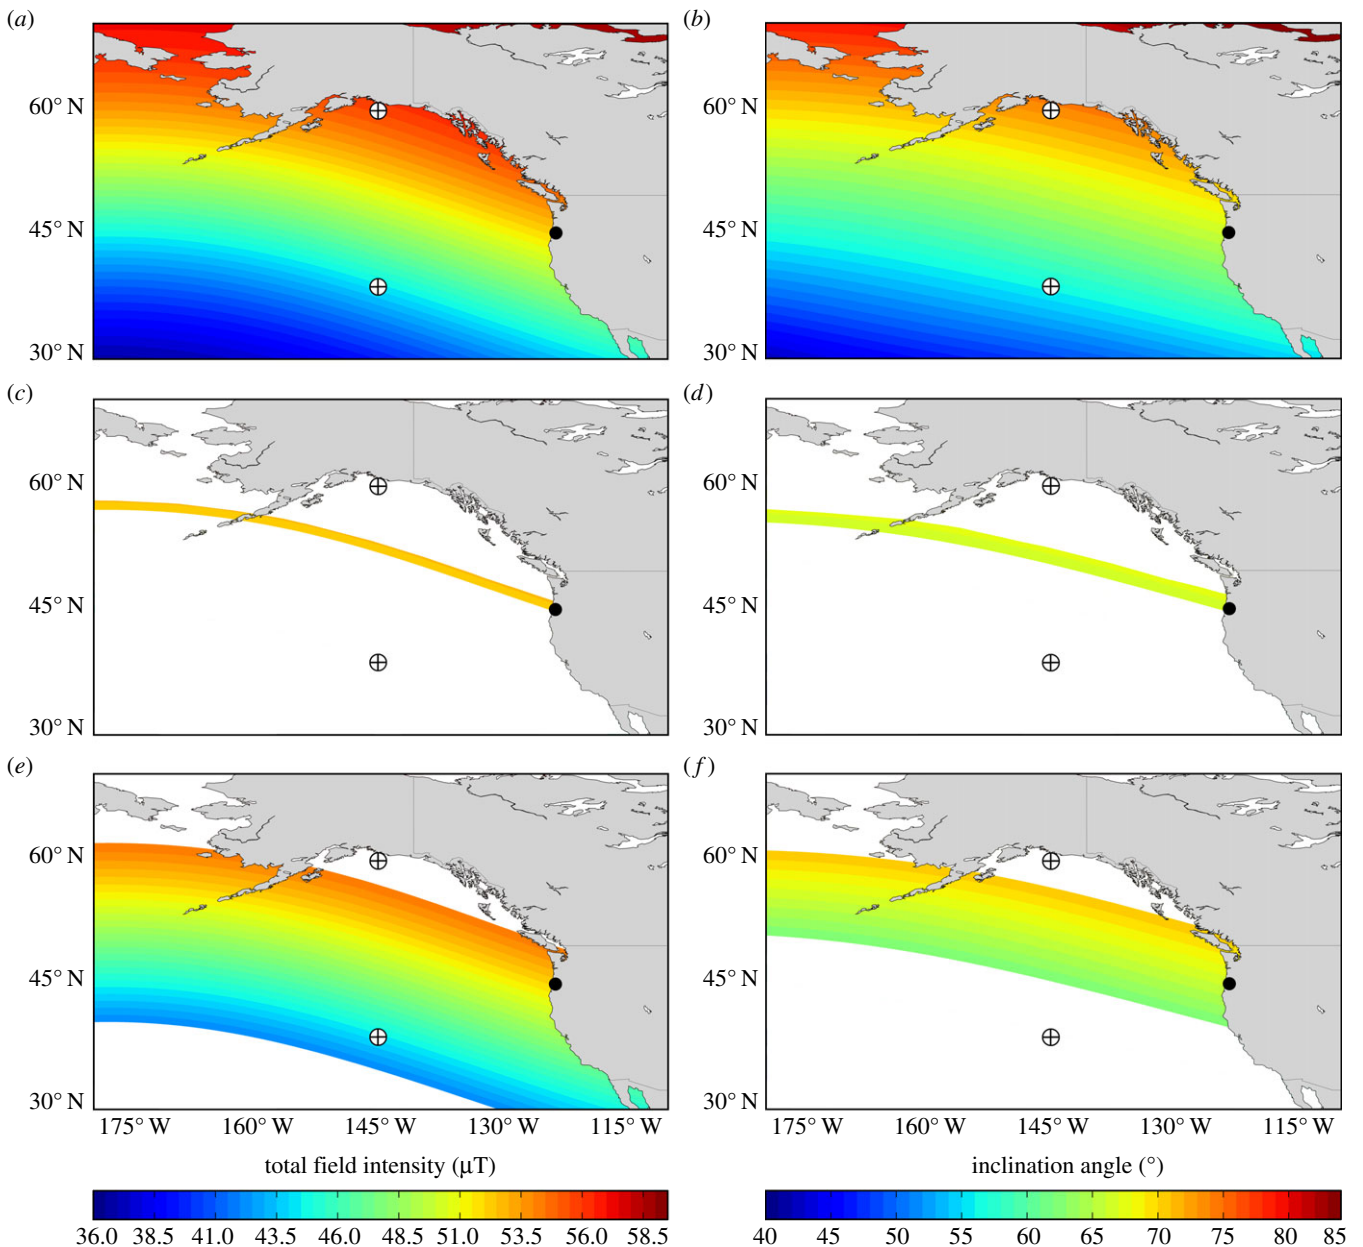 (a)
(b)
60° N
45° N
30° N
60° N
45° N
30° N
(c)
(d)
60° N
45° N
30° N
60° N
45° N
30° N
(e)
(f)
60° N
45° N
30° N
60° N
45° N
30° N
175° W 160° W 145° W 130° W 115° W
175° W 160° W 145° W 130° W 115° W
total field intensity (µT)
inclination angle (°)
36.0 38.5 41.0 43.5 46.0 48.5 51.0 53.5 56.0 58.5
40 45 50 55 60 65 70 75 80 85